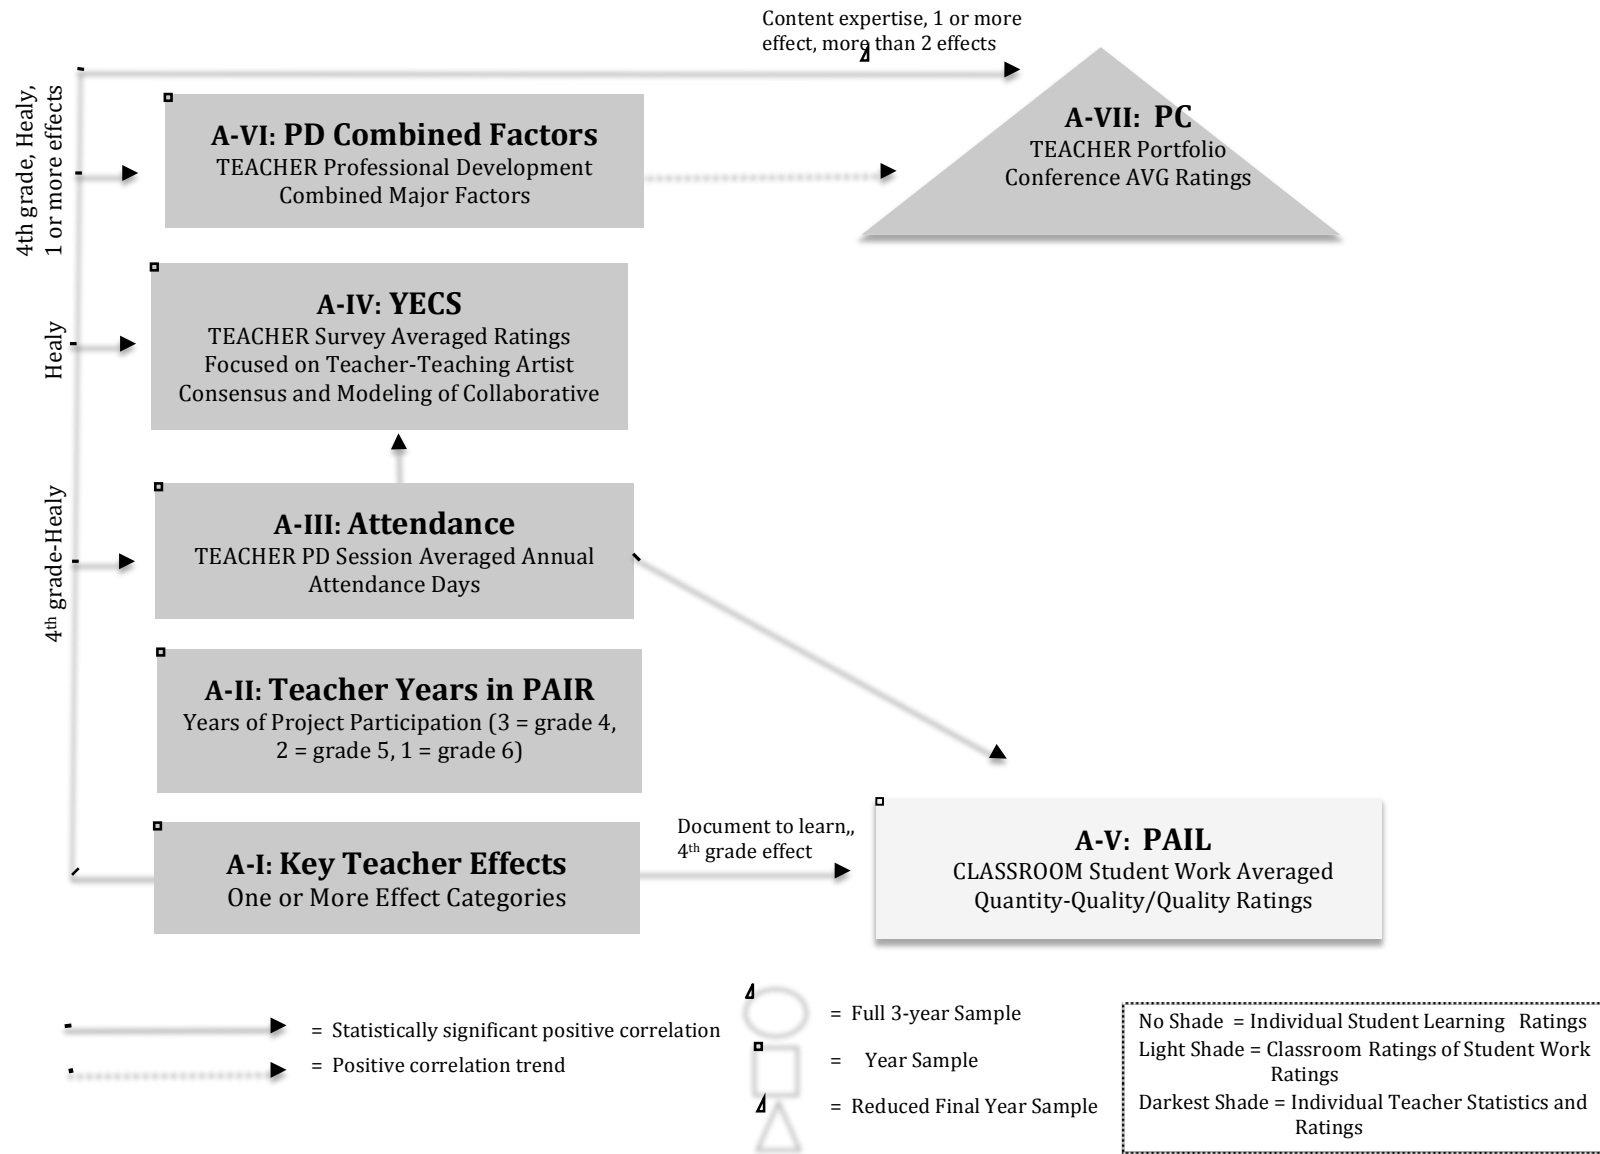 Content expertise, 1 or more
effect, more than 2 effects
4th grade, Healy,
1 or more effects
A-VI: PD Combined Factors
TEACHER Professional Development
Combined Major Factors
A-VII: PC
TEACHER Portfolio
Conference AVG Ratings
Healy
A-IV: YECS
TEACHER Survey Averaged Ratings
Focused on Teacher-Teaching Artist
Consensus and Modeling of Collaborative
4th grade-Healy
A-III: Attendance
TEACHER PD Session Averaged Annual
Attendance Days
A-II: Teacher Years in PAIR
Years of Project Participation (3 = grade 4,
2 = grade 5, 1 = grade 6)
A-I: Key Teacher Effects
One or More Effect Categories
Document to learn,,
4th grade effect
A-V: PAIL
CLASSROOM Student Work Averaged
Quantity-Quality/Quality Ratings
= Statistically significant positive correlation
= Positive correlation trend
= Full 3-year Sample
= Year Sample
= Reduced Final Year Sample
No Shade = Individual Student Learning Ratings
Light Shade = Classroom Ratings of Student Work
Ratings
Darkest Shade = Individual Teacher Statistics and
Ratings